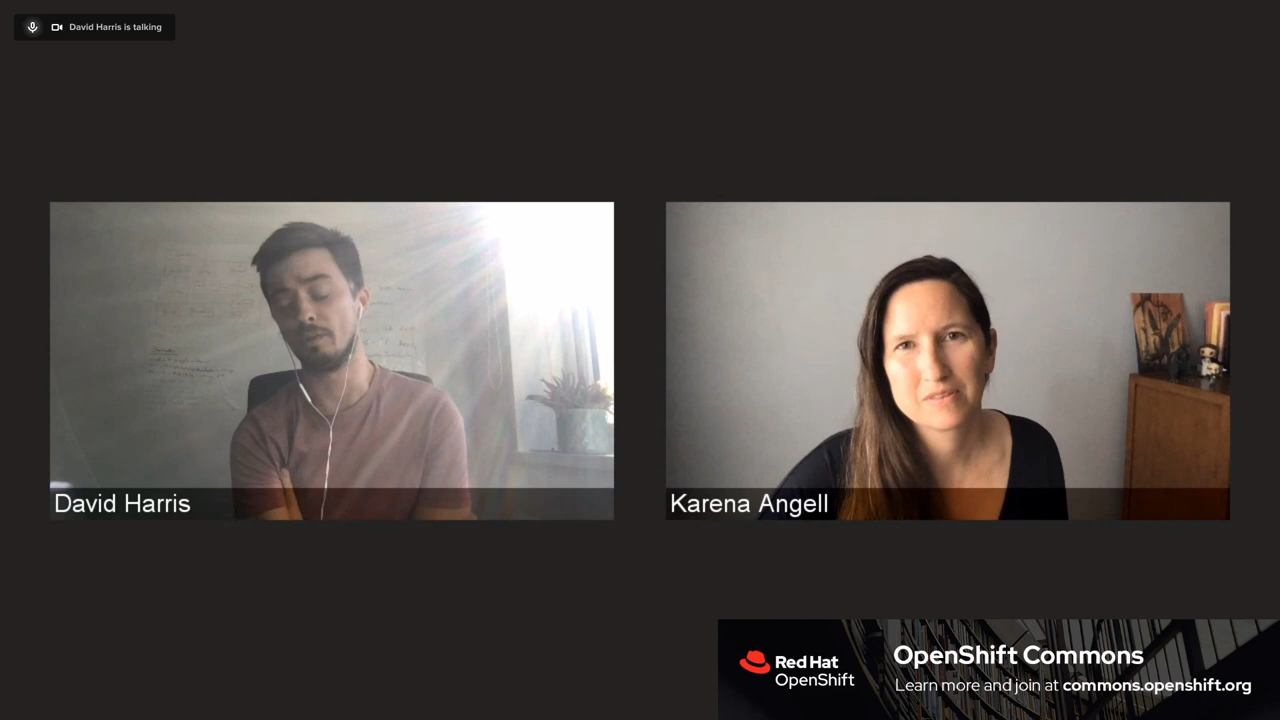 David Harris is talking
David Harris
Karena Angell
Red Hat
OpenShift
OpenShift Commons
Learn more and join at commons.openshift.org